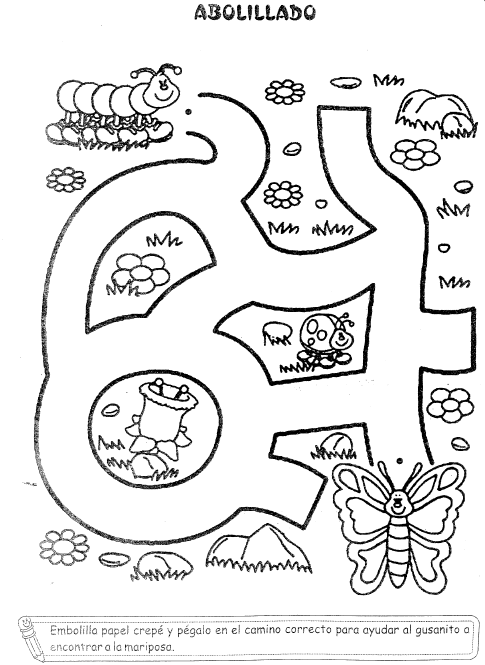 ABOLILLADO
Embolilla papel crepé y pégalo en el camino correcto para ayudar al gusanito a
encontrar a la mariposa.